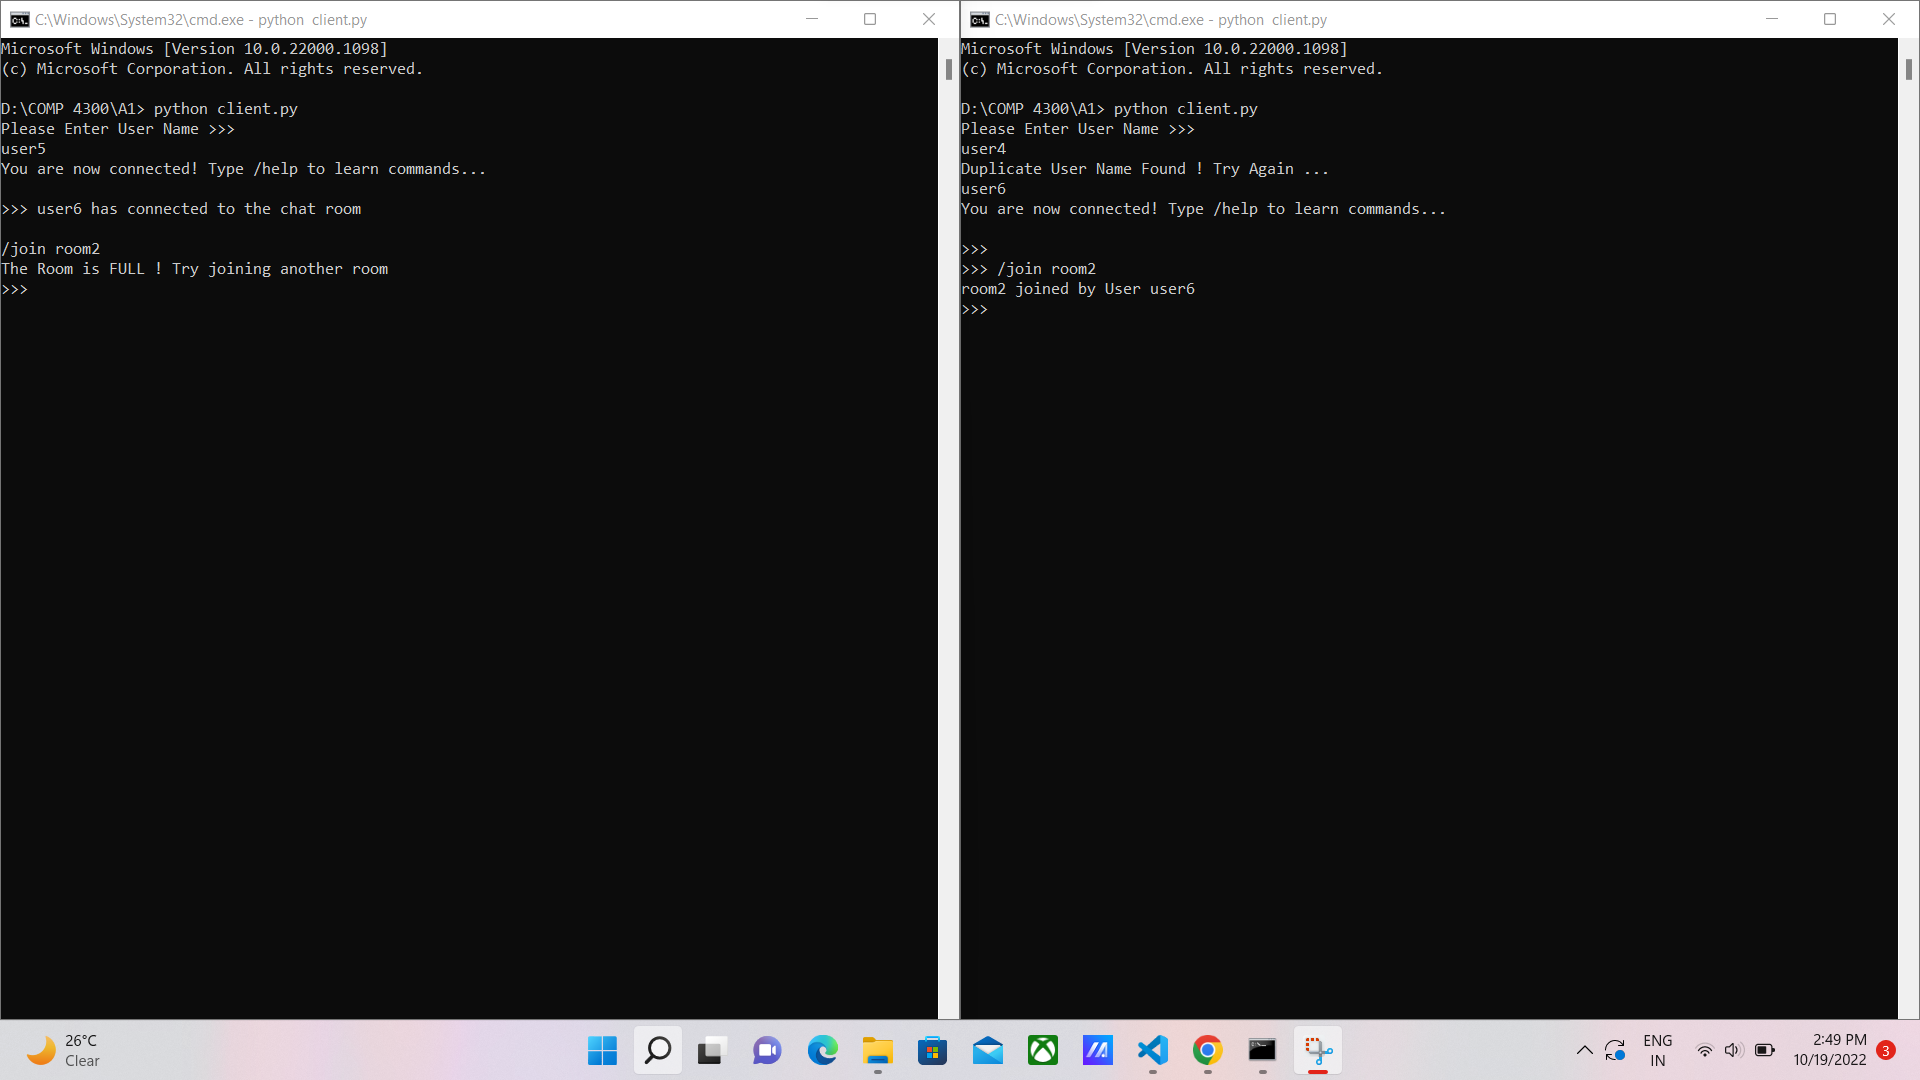 C:\Windows\System32\cmd.exe - python  client.py
Microsoft Windows [Version 10.0.22000.1098]
(c) Microsoft Corporation. All rights reserved.
D:\COMP 4300\A1> python client.py
Please Enter User Name >>>
user5
You are now connected! Type /help to learn commands...
>>> user6 has connected to the chat room
/join room2
The Room is FULL ! Try joining another room
>>>
C:\Windows\System32\cmd.exe - python  client.py
Microsoft Windows [Version 10.0.22000.1098]
(c) Microsoft Corporation. All rights reserved.
D:\COMP 4300\A1> python client.py
Please Enter User Name >>>
user4
Duplicate User Name Found ! Try Again ...
user6
You are now connected! Type /help to learn commands...
>>>
>>> /join room2
room2 joined by User user6
>>>
26°C
Clear
ENG
IN
2:49 PM
10/19/2022
3